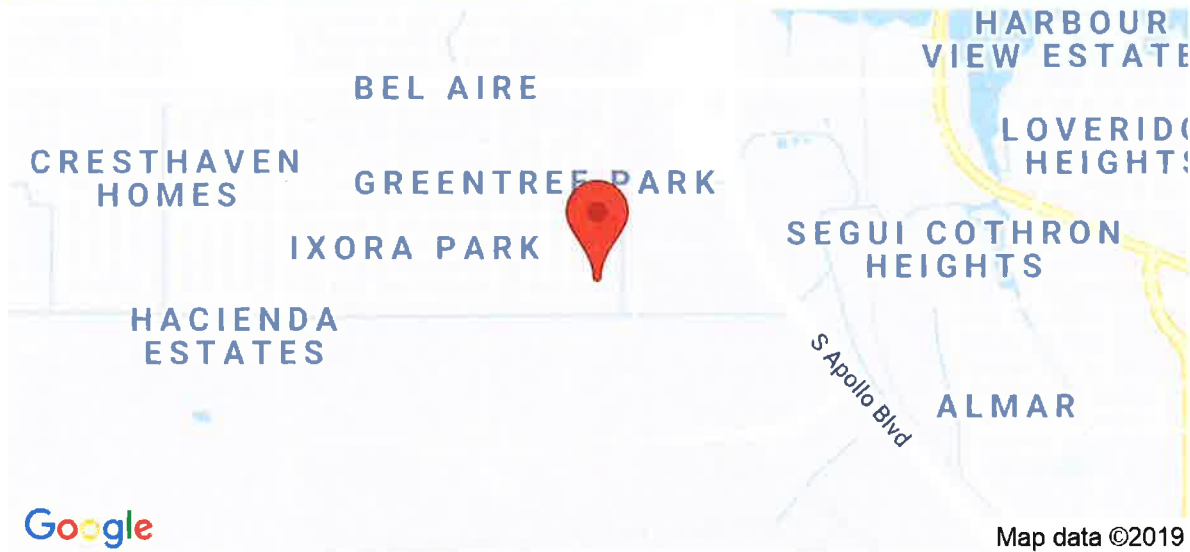 HARBOUR
VIEW ESTATE
BEL AIRE
LOVERIDG
HEIGHTS
CRESTHAVEN
HOMES
GREENTREE PARK
SEGUI COTHRON
HEIGHTS
IXORA PARK
HACIENDA
ESTATES
S Apollo Blvd
ALMAR
Google
Map data ©2019